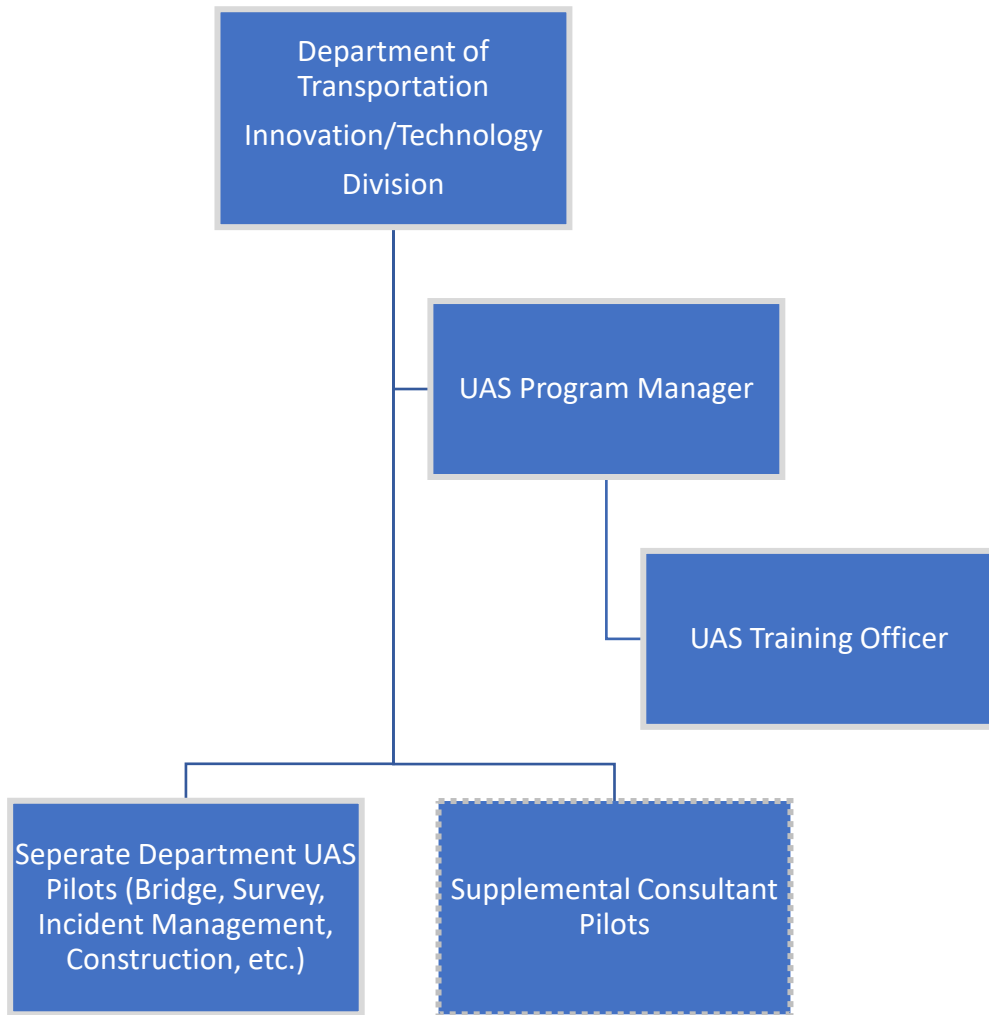 Department of
Transportation
Innovation/Technology
Division
UAS Program Manager
UAS Training Officer
Seperate Department UAS
Pilots (Bridge, Survey,
Incident Management,
Construction, etc.)
Supplemental Consultant
Pilots